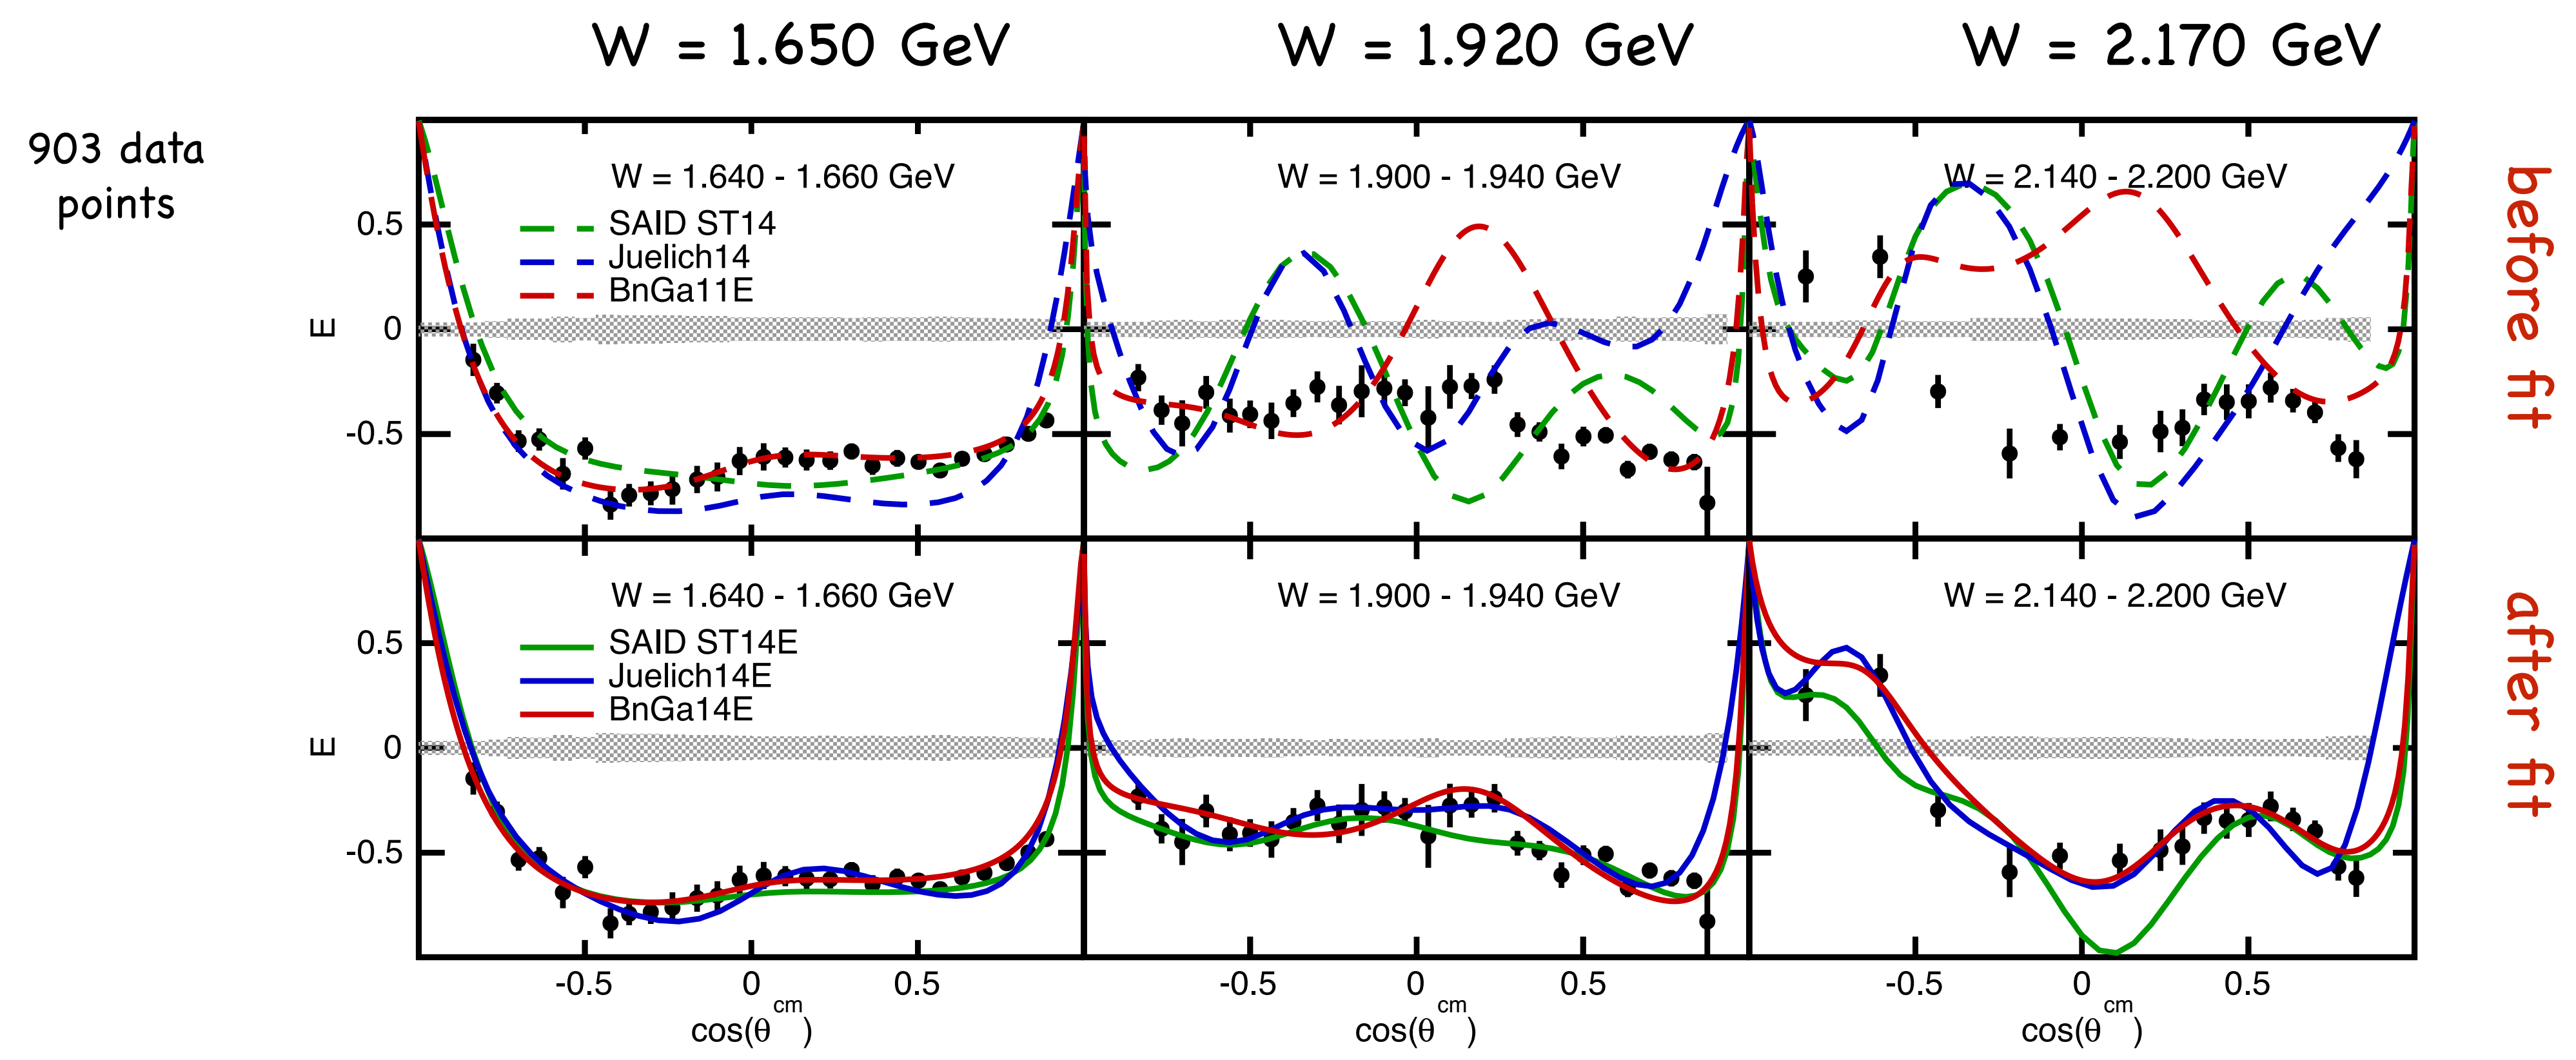 W = 1.650 GeV
W = 1.920 GeV
W = 2.170 GeV
903 data
points
before fit
W = 1.640 - 1.660 GeV
W = 1.900 - 1.940 GeV
W = 2.140 - 2.200 GeV
SAID ST14
Juelich14
BnGa11E
0.5
0
-0.5
E
after fit
W = 1.640 - 1.660 GeV
W = 1.900 - 1.940 GeV
W = 2.140 - 2.200 GeV
SAID ST14E
Juelich14E
BnGa14E
0.5
0
-0.5
E
-0.5 0 0.5
-0.5 0 0.5
-0.5 0 0.5
cos(θ cm)
cos(θ cm)
cos(θ cm)